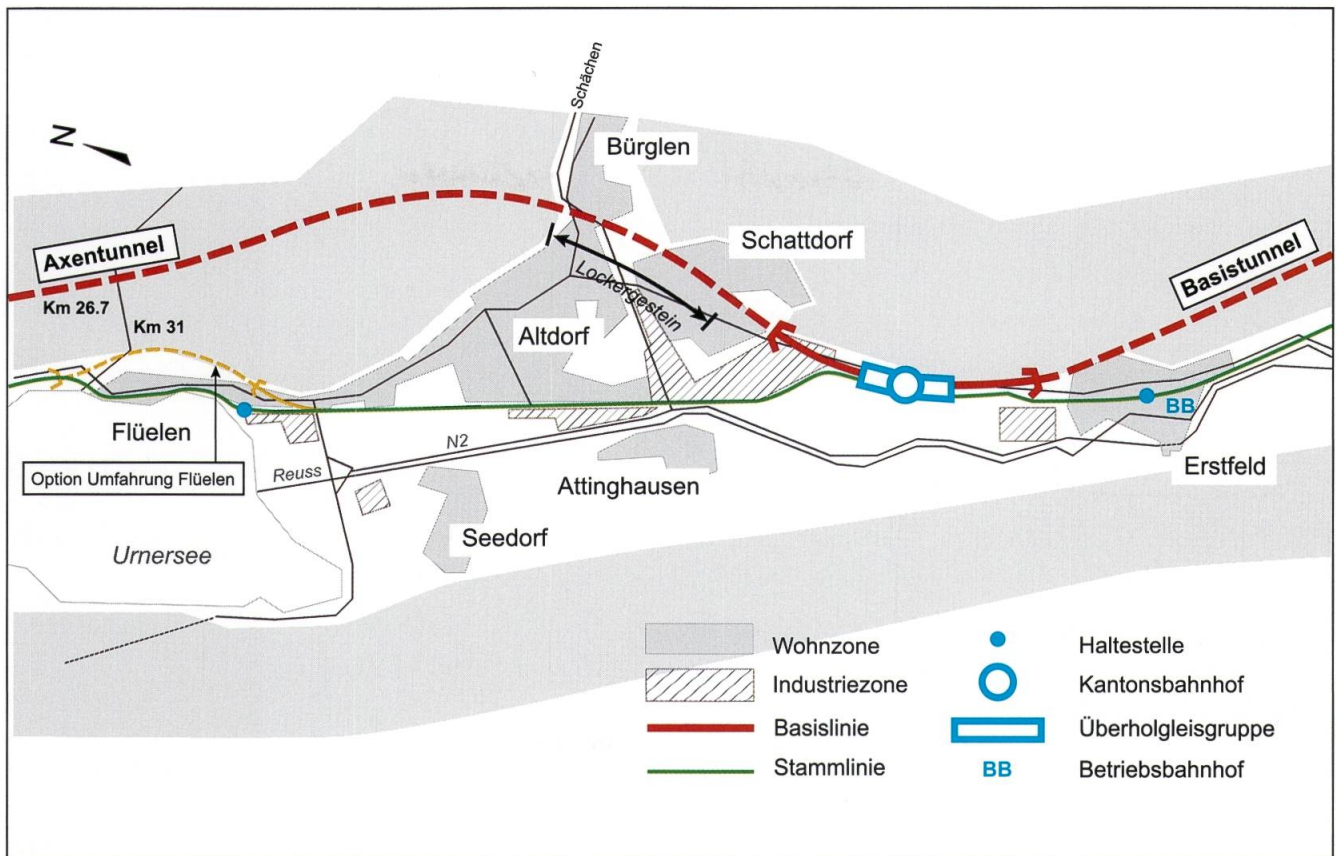 Schächen
N
Bürglen
Axentunnel
Schattdorf
Basistunnel
Km 26.7
Km 31
Lockergestein
Altdorf
Flüelen
BB
N2
Option Umfahrung Flüelen
Reuss
Attinghausen
Erstfeld
Seedorf
Urnersee
Wohnzone
Haltestelle
Industriezone
Kantonsbahnhof
Basislinie
Überholgleisgruppe
Stammlinie
BB
Betriebsbahnhof